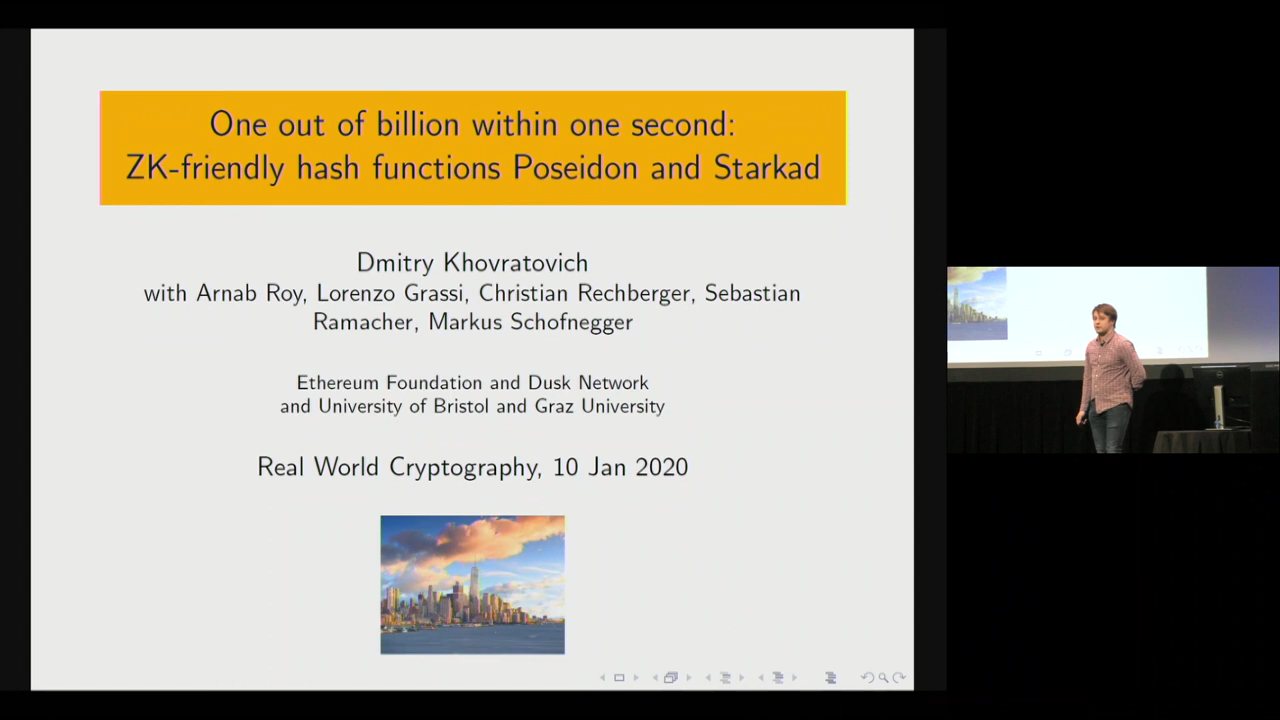 One out of billion within one second:
ZK-friendly hash functions Poseidon and Starkad
Dmitry Khovratovich
with Arnab Roy, Lorenzo Grassi, Christian Rechberger, Sebastian
Ramacher, Markus Schofnegger
Ethereum Foundation and Dusk Network
and University of Bristol and Graz University
Real World Cryptography, 10 Jan 2020